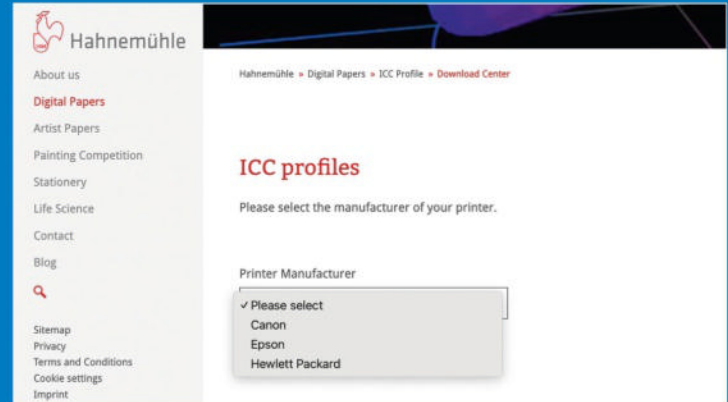 Hahnemühle
About us
Digital Papers
Artist Papers
Painting Competition
Stationery
Life Science
Contact
Blog
Sitemap
Privacy
Terms and Conditions
Cookie settings
Imprint
Hahnemühle » Digital Papers » ICC Profile » Download Center
ICC profiles
Please select the manufacturer of your printer.
Printer Manufacturer
✓ Please select
Canon
Epson
Hewlett Packard